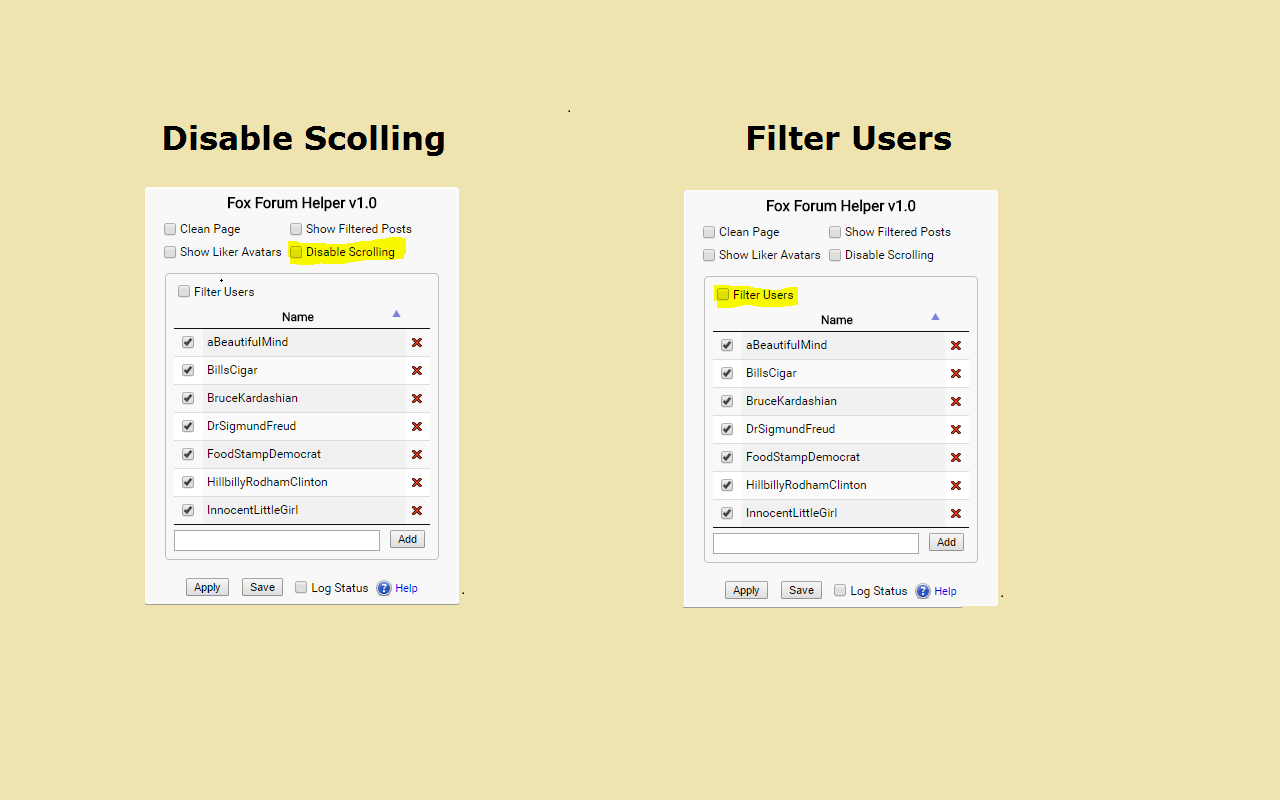 Disable Scolling
Fox Forum Helper v1.0
Clean Page Show Filtered Posts
Show Liker Avatars Disable Scrolling
Filter Users
Name
aBeautifulMind
BillsCigar
BruceKardashian
DrSigmundFreud
FoodStampDemocrat
HillbillyRodhamClinton
InnocentLittleGirl
Add
Apply Save Log Status ? Help
Filter Users
Fox Forum Helper v1.0
Clean Page Show Filtered Posts
Show Liker Avatars Disable Scrolling
Filter Users
Name
aBeautifulMind
BillsCigar
BruceKardashian
DrSigmundFreud
FoodStampDemocrat
HillbillyRodhamClinton
InnocentLittleGirl
Add
Apply Save Log Status ? Help